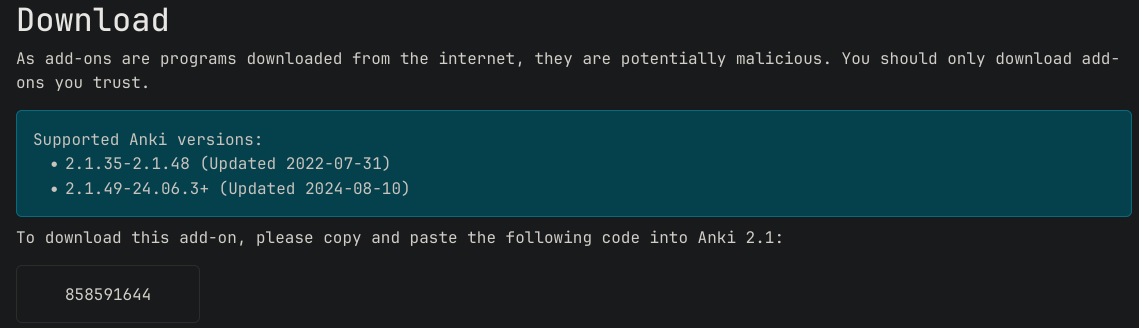 Download
As add-ons are programs downloaded from the internet, they are potentially malicious. You should only download add-
ons you trust.
Supported Anki versions:
• 2.1.35-2.1.48 (Updated 2022-07-31)
• 2.1.49-24.06.3+ (Updated 2024-08-10)
To download this add-on, please copy and paste the following code into Anki 2.1:
858591644